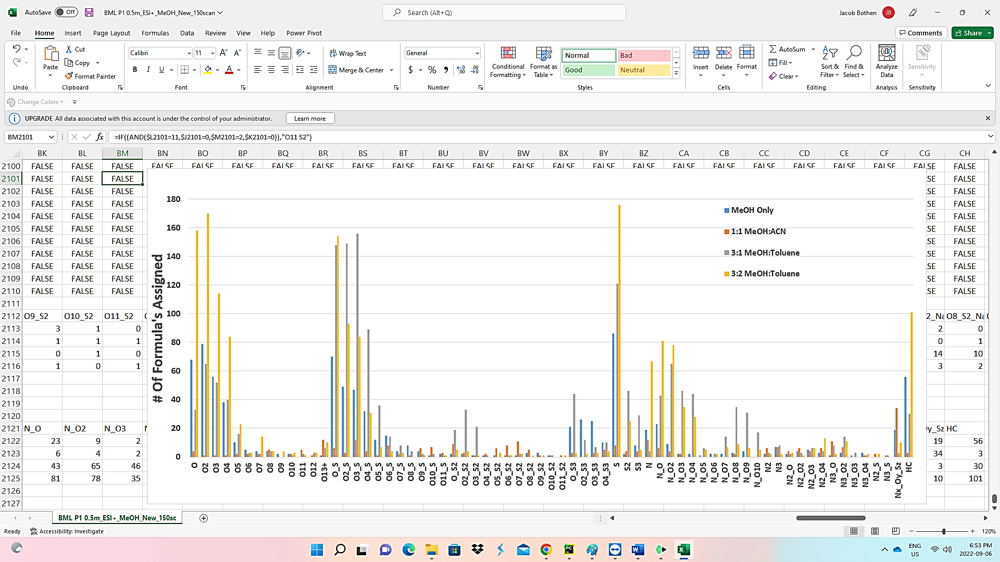 AutoSave Off BML P1 0.5m_ESI+_MeOH_New_150scan Search (Alt+Q) Jacob Bothen JB
File Home Insert Page Layout Formulas Data Review View Help Power Pivot Comments Share
Paste Cut Copy Format Painter
Calibri 11 B I U A
Wrap Text Merge & Center
General $ %
Conditional Formatting Format as Table Normal Bad Good Neutral
Insert Delete Format
AutoSum Fill Clear Sort & Filter Find & Select
Analyze Data Sensitivity
Undo Clipboard Font Alignment Number Styles Cells Editing Analysis Sensitivity
Change Colors
UPGRADE All data associated with this account is under the control of your administrator. Learn more
BM2101 fx =IF((AND($L2101=11,$J2101=0,$M2101=2,$K2101=0)),"O11 S2")
BK BL BM BN BO BP BQ BR BS BT BU BV BW BX BY BZ CA CB CC CD CE CF CG CH
2100 FALSE FALSE FALSE FALSE FALSE FALSE FALSE FALSE FALSE FALSE FALSE FALSE FALSE FALSE FALSE FALSE FALSE FALSE FALSE FALSE FALSE FALSE FALSE FALSE
2101 FALSE FALSE FALSE SE FALSE
2102 FALSE FALSE FALSE SE FALSE
2103 FALSE FALSE FALSE SE FALSE
2104 FALSE FALSE FALSE SE FALSE
2105 FALSE FALSE FALSE SE FALSE
2106 FALSE FALSE FALSE SE FALSE
2107 FALSE FALSE FALSE SE FALSE
2108 FALSE FALSE FALSE SE FALSE
2109 FALSE FALSE FALSE SE FALSE
2110 FALSE FALSE FALSE SE FALSE
2111
2112 O9_S2 O10_S2 O11_S2 2_Na O8_S2_Na
2113 3 1 0 2 0
2114 1 1 1 0 1
2115 0 1 0 14 10
2116 1 0 1 3 2
2117
2118
2119
2120
2121 N_O N_O2 N_O3 y_Sz HC
2122 23 9 2 19 56
2123 6 4 2 34 3
2124 43 65 46 3 30
2125 81 78 35 10 101
2126
2127
# Of Formula's Assigned
180
160
140
120
100
80
60
40
20
0
MeOH Only
1:1 MeOH:ACN
3:1 MeOH:Toluene
3:2 MeOH:Toluene
O O2 O3 O4 O5 O6 O7 O8 O9 O10 O11 O12 O13+ O_S O2_S O3_S O4_S O5_S O6_S O7_S O8_S O9_S O10_S O11_S O_S2 O2_S2 O3_S2 O4_S2 O5_S2 O6_S2 O7_S2 O8_S2 O9_S2 O10_S2 O11_S2 O_S3 O2_S3 O3_S3 O4_S3 S S2 S3 N N_O N_O2 N_O3 N_O4 N_O5 N_O6 N_O7 N_O8 N_O9 N_O10 N2 N3 N2_O N2_O2 N2_O3 N2_O4 N3_O N3_O2 N3_O3 N3_O4 N2_S N3_S Nx_Oy_Sz HC
BML P1 0.5m_ESI+_MeOH_New_150sc
Ready Accessibility: Investigate 120%
ENG US 6:53 PM 2022-09-06